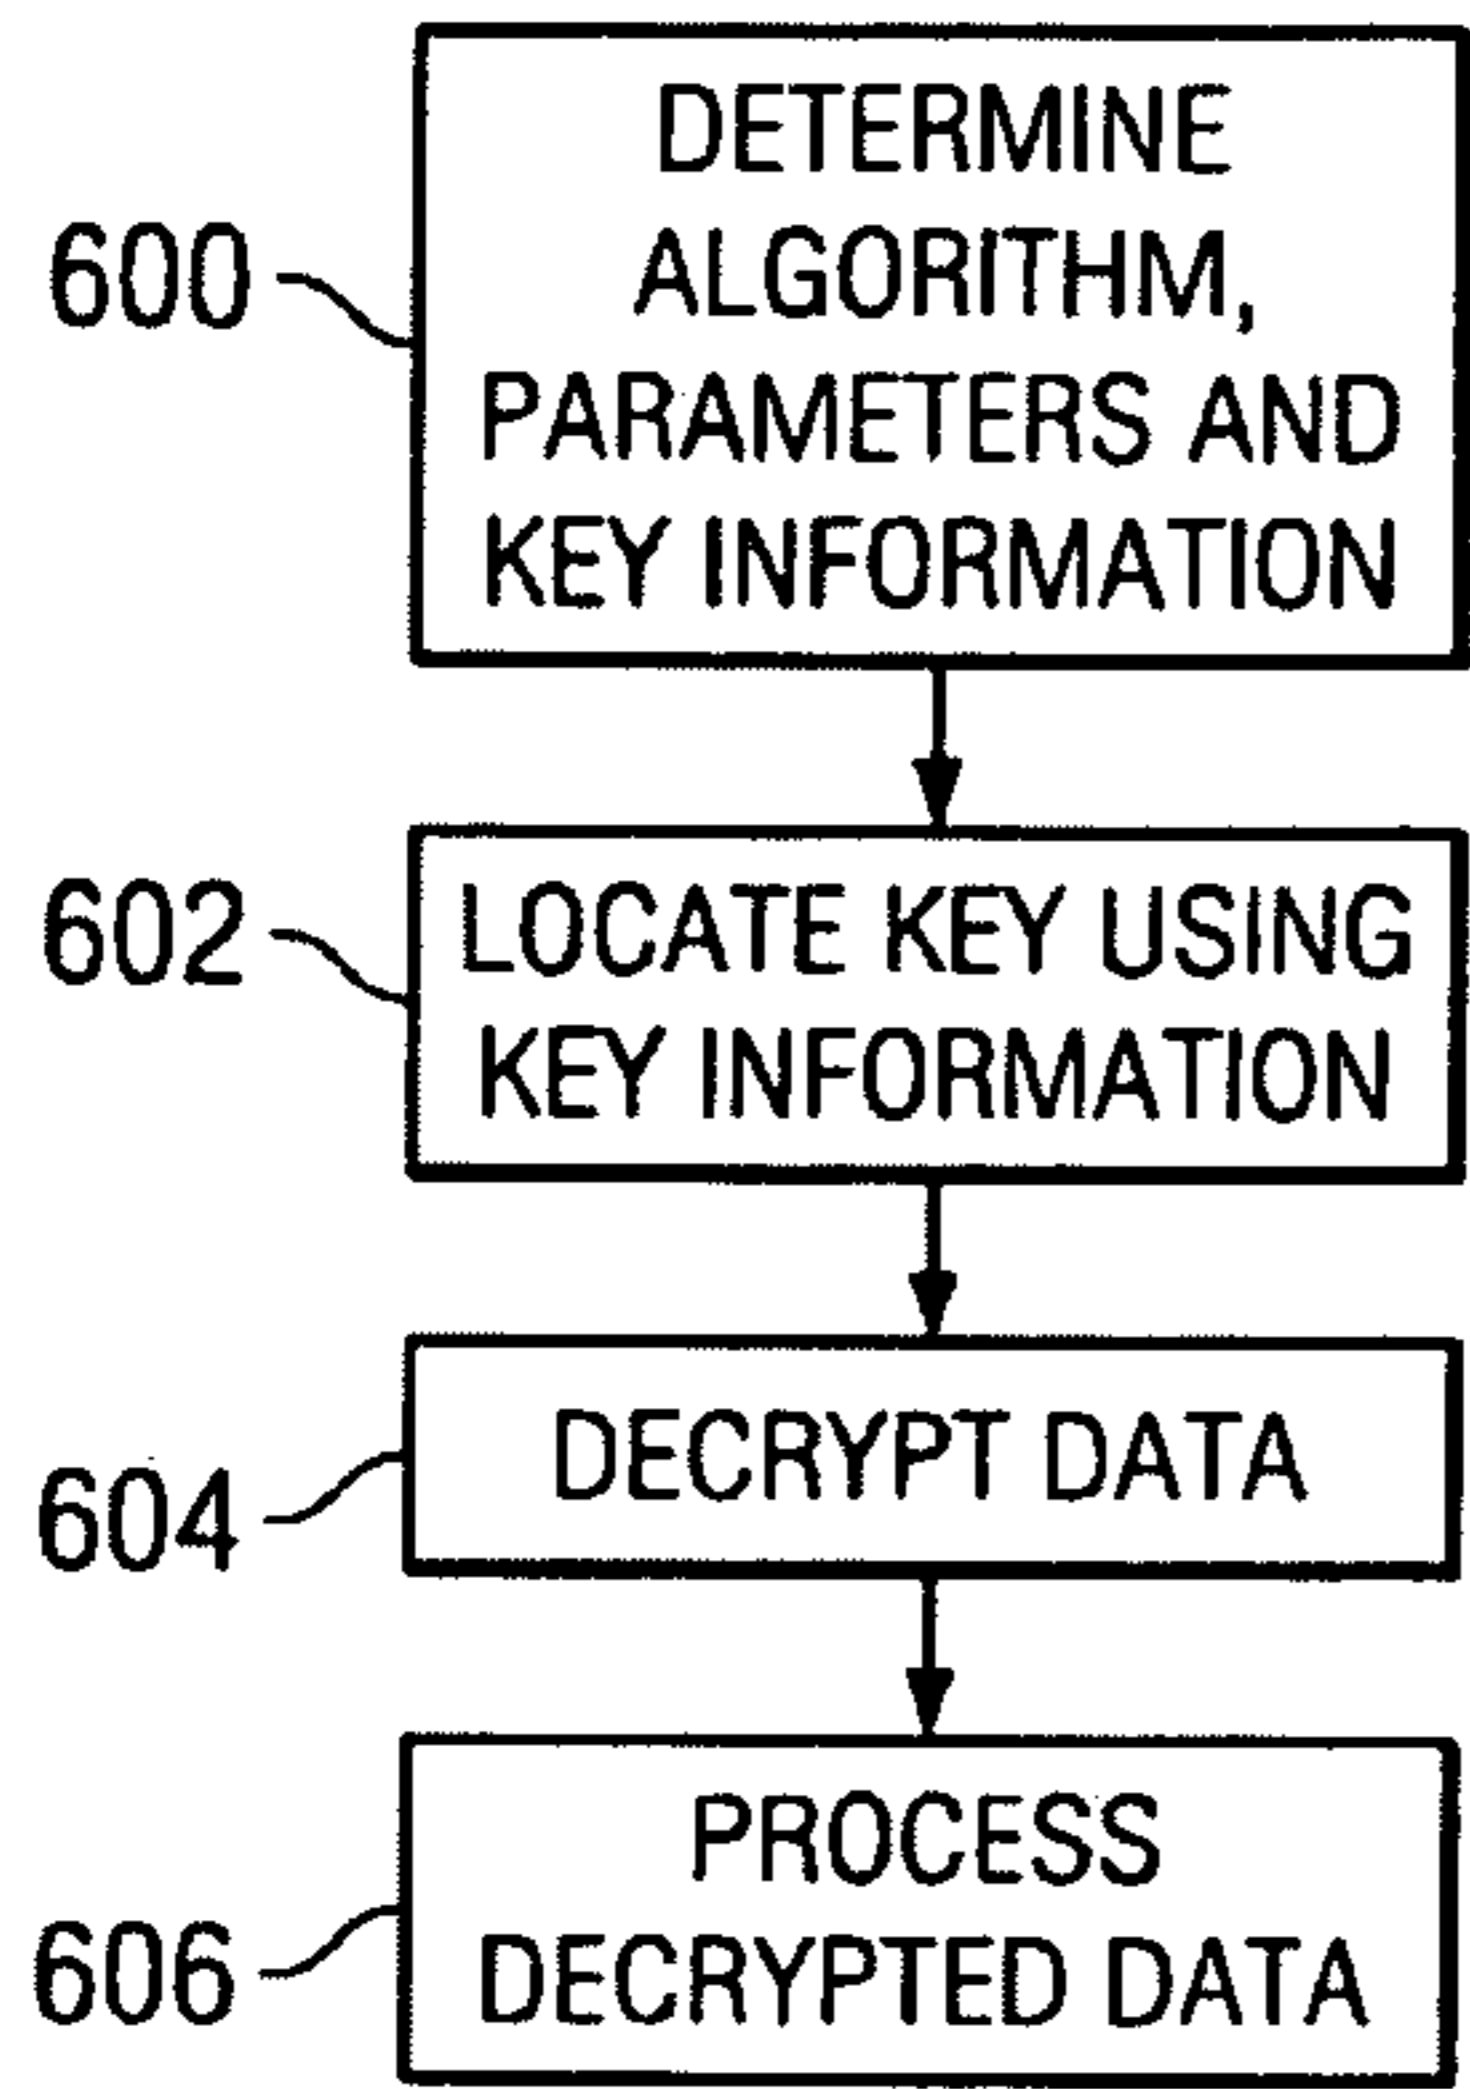 600
DETERMINE
ALGORITHM,
PARAMETERS AND
KEY INFORMATION
602
LOCATE KEY USING
KEY INFORMATION
604
DECRYPT DATA
606
PROCESS
DECRYPTED DATA